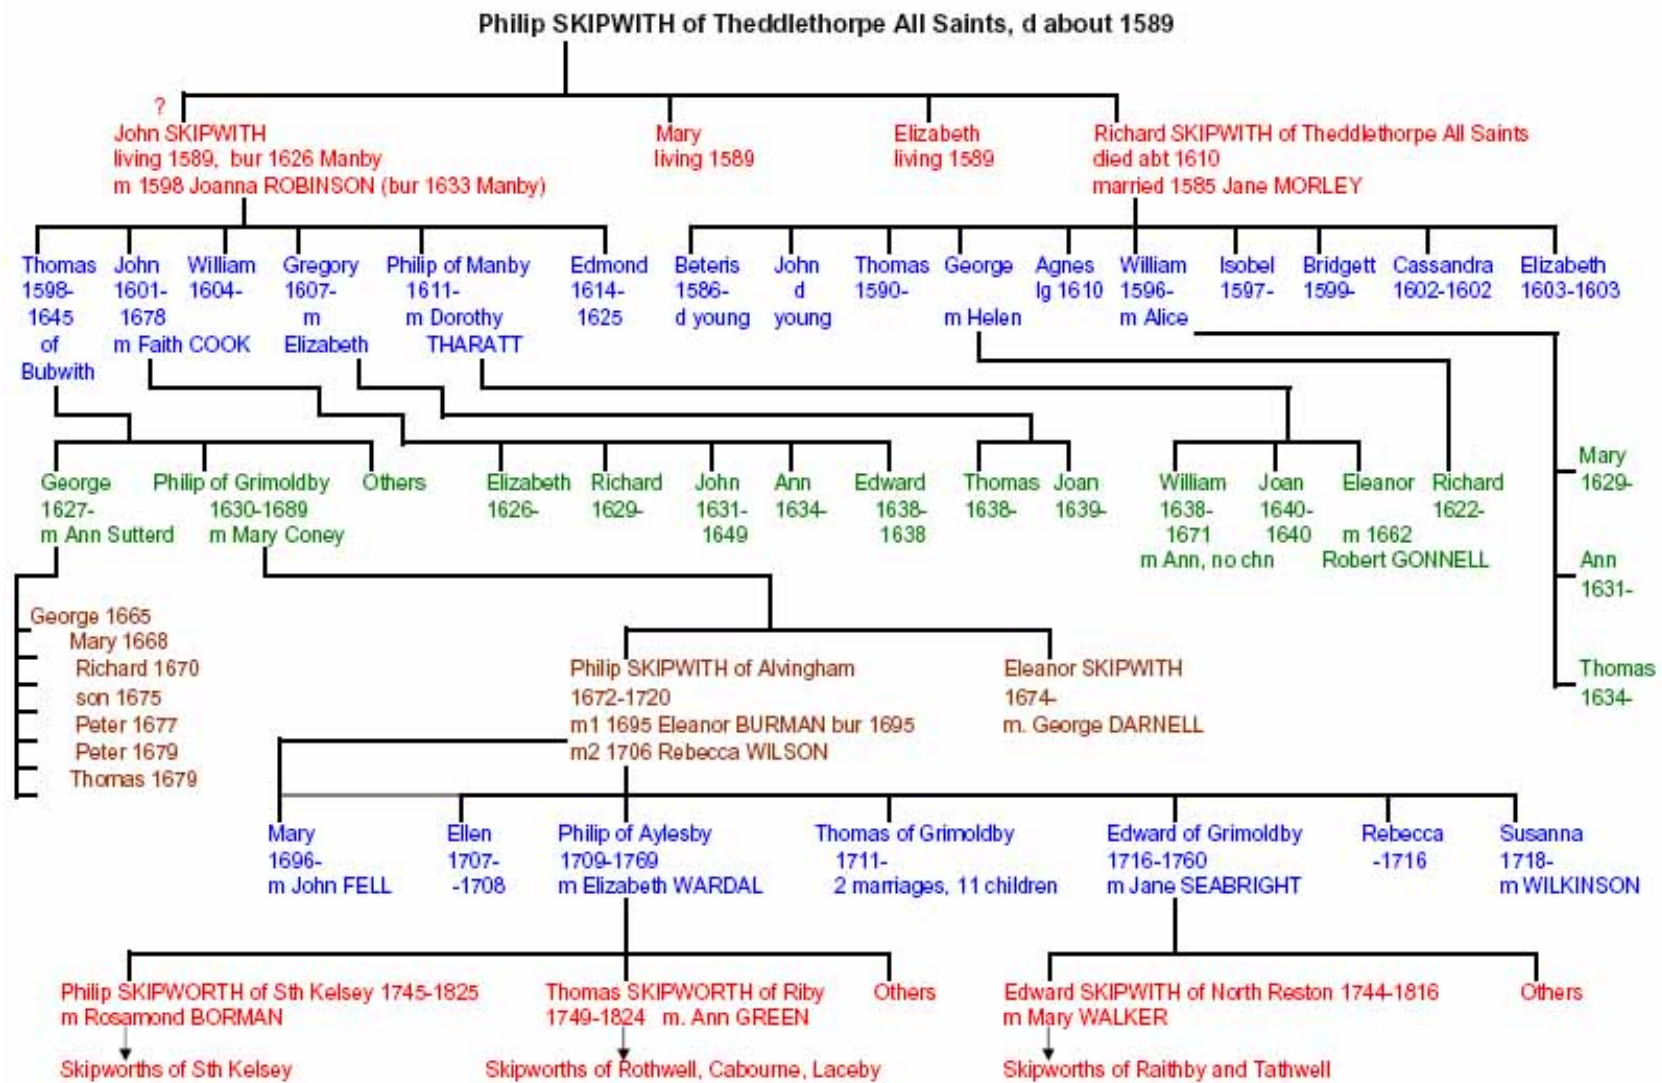 Philip SKIPWITH of Theddlethorpe All Saints, d about 1589
?
John SKIPWITH
living 1589, bur 1626 Manby
m 1598 Joanna ROBINSON (bur 1633 Manby)
Mary
living 1589
Elizabeth
living 1589
Richard SKIPWITH of Theddlethorpe All Saints
died abt 1610
married 1585 Jane MORLEY
Thomas
1598-
1645
of
Bubwith
John
1601-
1678
m Faith COOK
William
1604-
Gregory
1607-
m
Elizabeth
Philip of Manby
1611-
m Dorothy
THARATT
Edmond
1614-
1625
Beteris
1586-
d young
John
d
young
Thomas
1590-
George
m Helen
Agnes
lg 1610
William
1596-
m Alice
Isobel
1597-
Bridgett
1599-
Cassandra
1602-1602
Elizabeth
1603-1603
George
1627-
m Ann Sutterd
Philip of Grimoldby
1630-1689
m Mary Coney
Others
Elizabeth
1626-
Richard
1629-
John
1631-
1649
Ann
1634-
Edward
1638-
1638
Thomas
1638-
Joan
1639-
William
1638-
1671
m Ann, no chn
Joan
1640-
1640
Eleanor
m 1662
Robert GONNELL
Richard
1622-
Mary
1629-
Ann
1631-
Thomas
1634-
George 1665
Mary 1668
Richard 1670
son 1675
Peter 1677
Peter 1679
Thomas 1679
Philip SKIPWITH of Alvingham
1672-1720
m1 1695 Eleanor BURMAN bur 1695
m2 1706 Rebecca WILSON
Eleanor SKIPWITH
1674-
m. George DARNELL
Mary
1696-
m John FELL
Ellen
1707-
-1708
Philip of Aylesby
1709-1769
m Elizabeth WARDAL
Thomas of Grimoldby
1711-
2 marriages, 11 children
Edward of Grimoldby
1716-1760
m Jane SEABRIGHT
Rebecca
-1716
Susanna
1718-
m WILKINSON
Philip SKIPWORTH of Sth Kelsey 1745-1825
m Rosamond BORMAN
Thomas SKIPWORTH of Riby
1749-1824 m. Ann GREEN
Others
Edward SKIPWITH of North Reston 1744-1816
m Mary WALKER
Others
Skipworths of Sth Kelsey
Skipworths of Rothwell, Cabourne, Laceby
Skipworths of Raithby and Tathwell